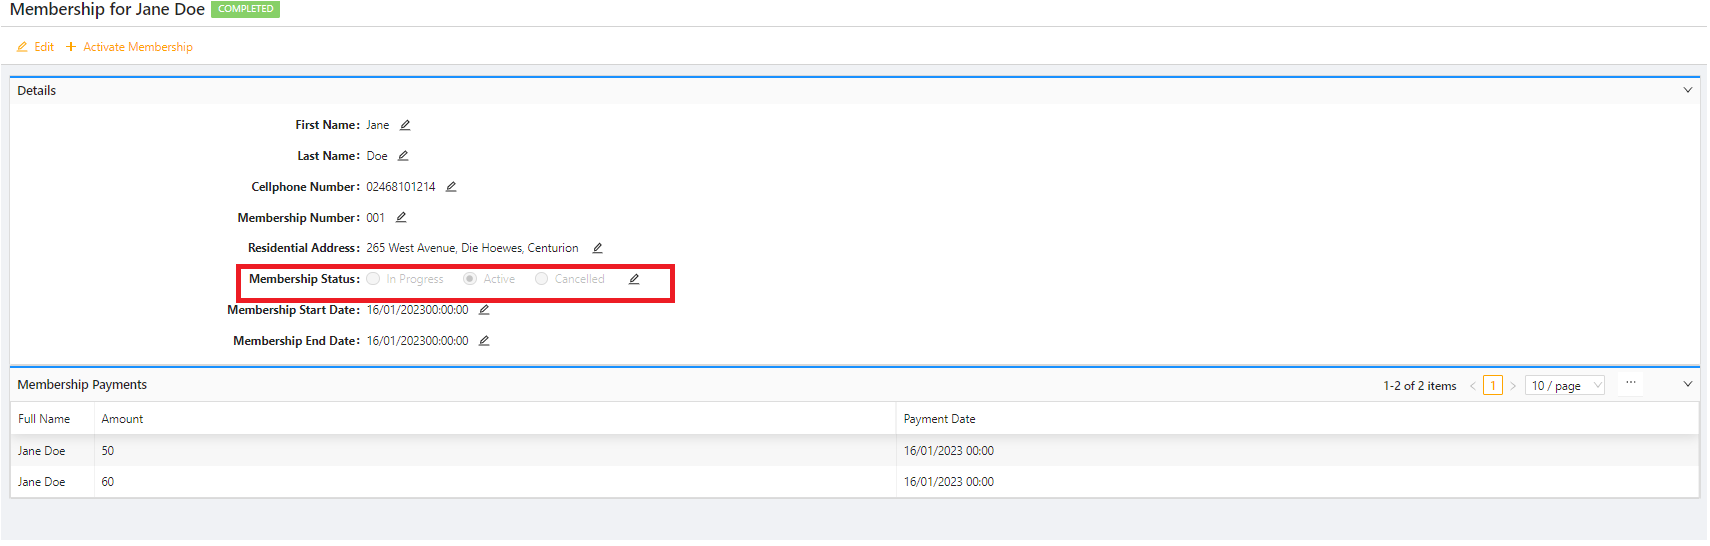 Membership for Jane Doe COMPLETED
Edit + Activate Membership
Details
First Name: Jane
Last Name: Doe
Cellphone Number: 02468101214
Membership Number: 001
Residential Address: 265 West Avenue, Die Hoewes, Centurion
Membership Status: In Progress Active Cancelled
Membership Start Date: 16/01/202300:00:00
Membership End Date: 16/01/202300:00:00
Membership Payments 1-2 of 2 items < 1 > 10 / page ...
Full Name Amount Payment Date
Jane Doe 50 16/01/2023 00:00
Jane Doe 60 16/01/2023 00:00